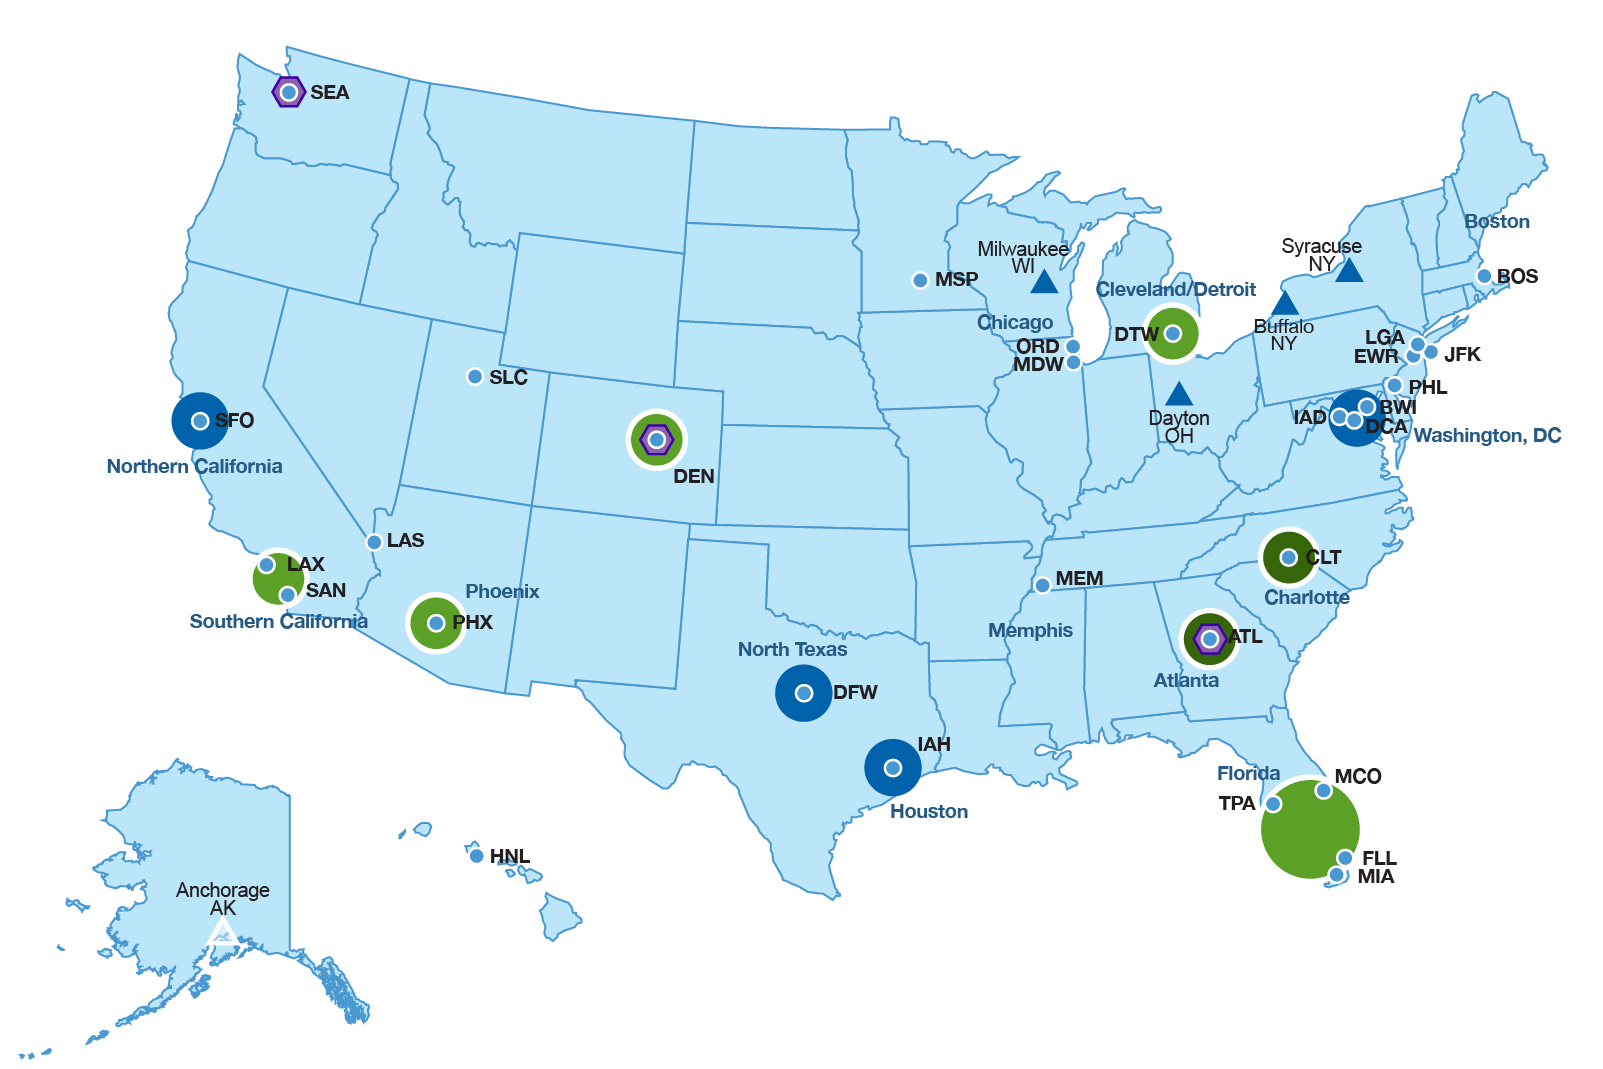 SEA
Boston
Syracuse
NY
Milwaukee
WI
MSP
BOS
Cleveland/Detroit
Chicago
Buffalo
NY
DTW
LGA
ORD
EWR
JFK
MDW
SLC
PHL
BWI
IAD
DCA
Dayton
OH
SFO
Washington, DC
Northern California
DEN
LAS
CLT
LAX
MEM
SAN
Phoenix
Charlotte
Southern California
PHX
Memphis
ATL
North Texas
Atlanta
DFW
IAH
Florida
MCO
TPA
Houston
HNL
FLL
MIA
Anchorage
AK